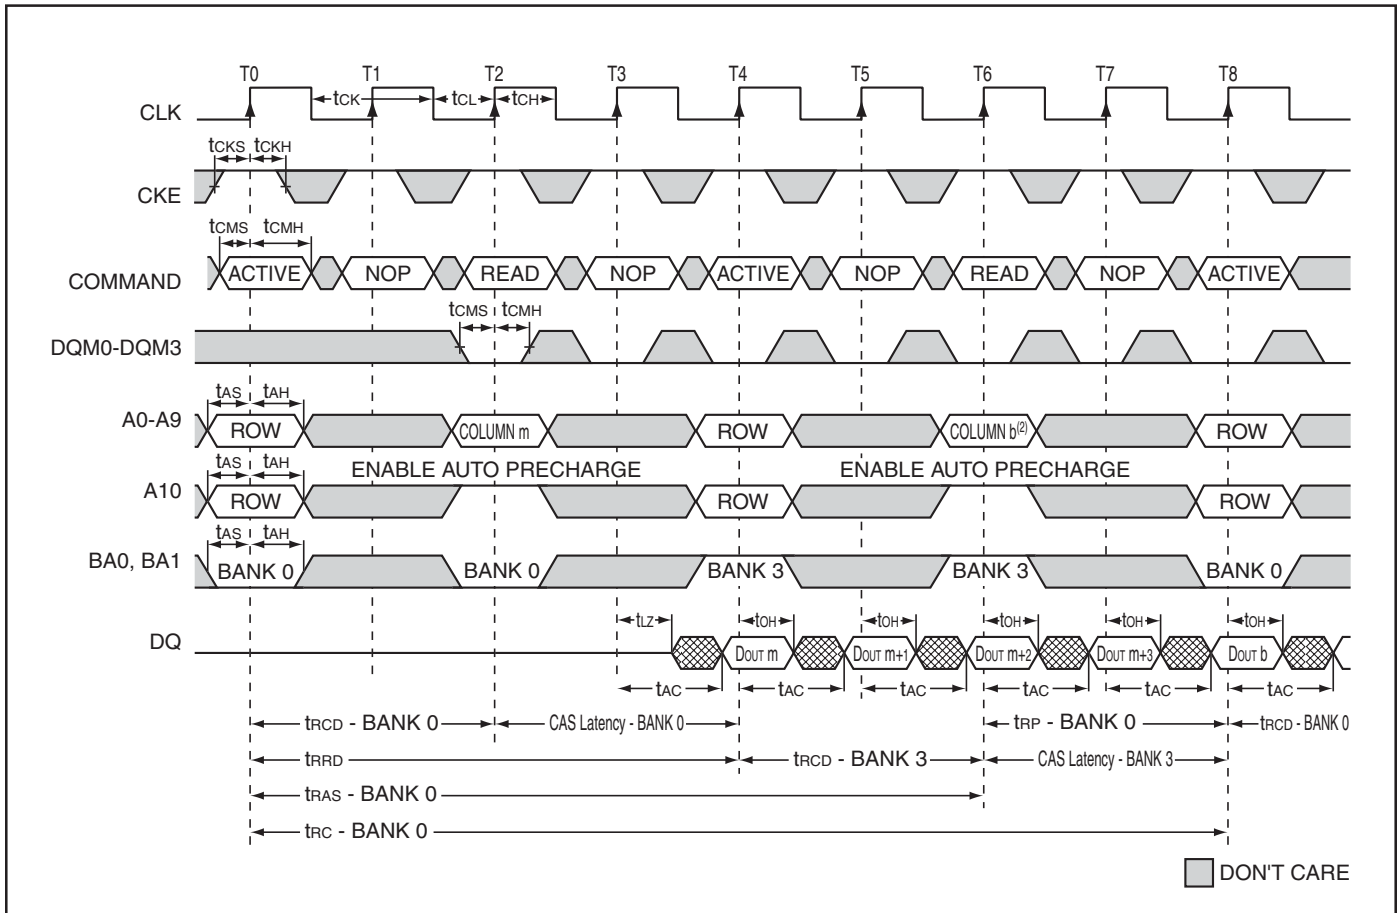 T0 T1 T2 T3 T4 T5 T6 T7 T8
CLK tCK tCL tCH
tCKS tCKH
CKE
tCMS tCMH
COMMAND ACTIVE NOP READ NOP ACTIVE NOP READ NOP ACTIVE
tCMS tCMH
DQM0-DQM3
tAS tAH
A0-A9 ROW COLUMN m ROW COLUMN b(2) ROW
tAS tAH ENABLE AUTO PRECHARGE ENABLE AUTO PRECHARGE
A10 ROW ROW ROW
tAS tAH
BA0, BA1 BANK 0 BANK 0 BANK 3 BANK 3 BANK 0
tLZ tOH tOH tOH tOH tOH
DQ DOUT m DOUT m+1 DOUT m+2 DOUT m+3 DOUT b
tAC tAC tAC tAC tAC tAC
tRCD - BANK 0 CAS Latency - BANK 0 tRP - BANK 0 tRCD - BANK 0
tRRD tRCD - BANK 3 CAS Latency - BANK 3
tRAS - BANK 0
tRC - BANK 0
DON'T CARE